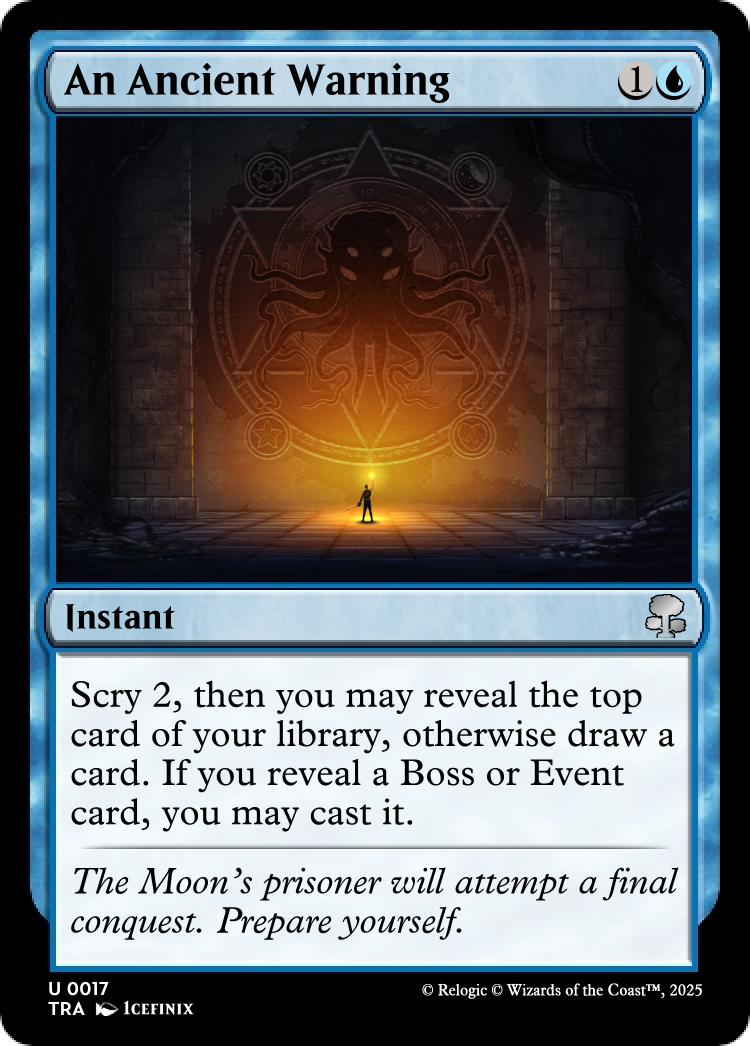 An Ancient Warning 1
Instant
Scry 2, then you may reveal the top
card of your library, otherwise draw a
card. If you reveal a Boss or Event
card, you may cast it.
The Moon's prisoner will attempt a final
conquest. Prepare yourself.
U 0017
© Relogic © Wizards of the Coast™, 2025
TRA Icefinix